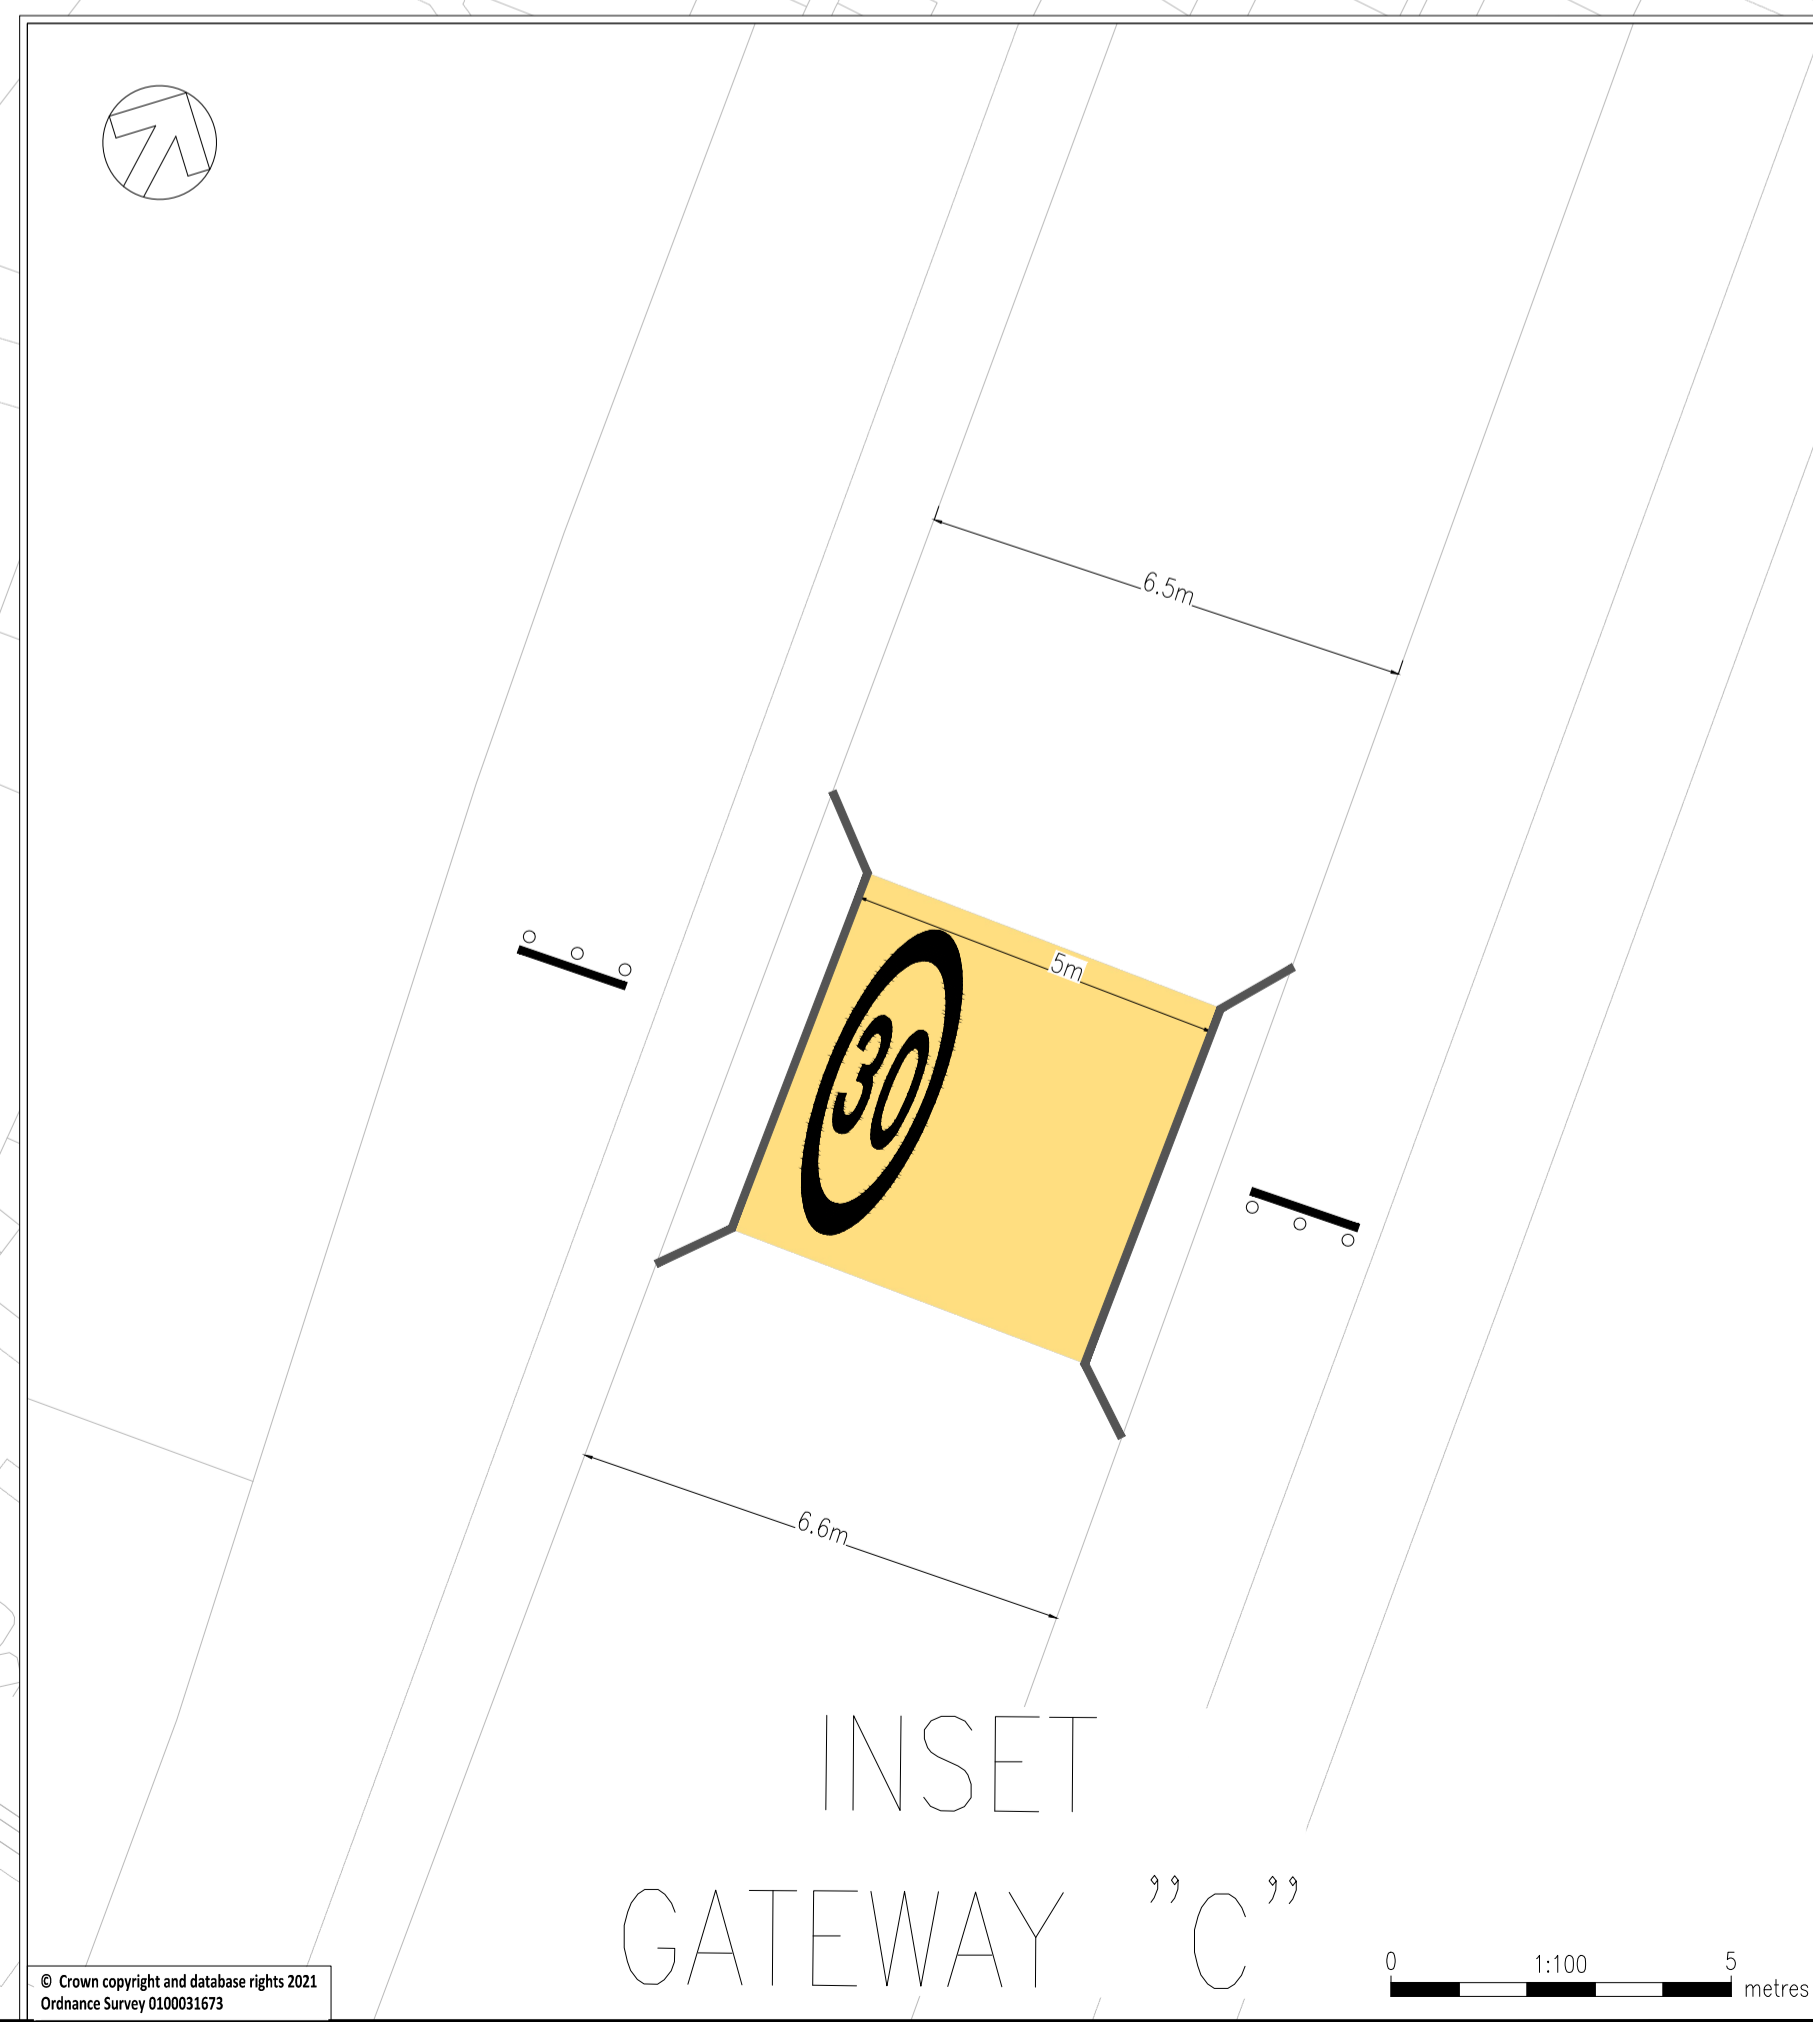 6.5m
5m
30
6.6m
INSET
GATEWAY "C"
0 1:100 5
metres
© Crown copyright and database rights 2021
Ordnance Survey 0100031673